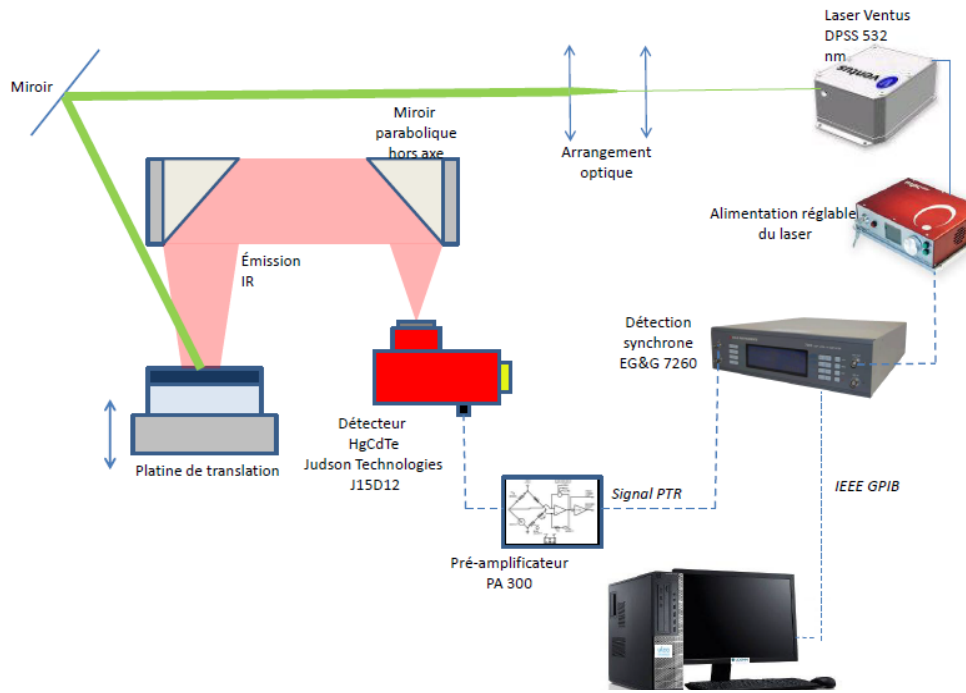 Laser Ventus
DPSS 532
nm
ventus
Miroir
Miroir
parabolique
hors axe
Arrangement
optique
Alimentation réglable
du laser
Émission
IR
Détection
synchrone
EG&G 7260
Détecteur
HgCdTe
Judson Technologies
J15D12
Platine de translation
Signal PTR
IEEE GPIB
Pré-amplificateur
PA 300